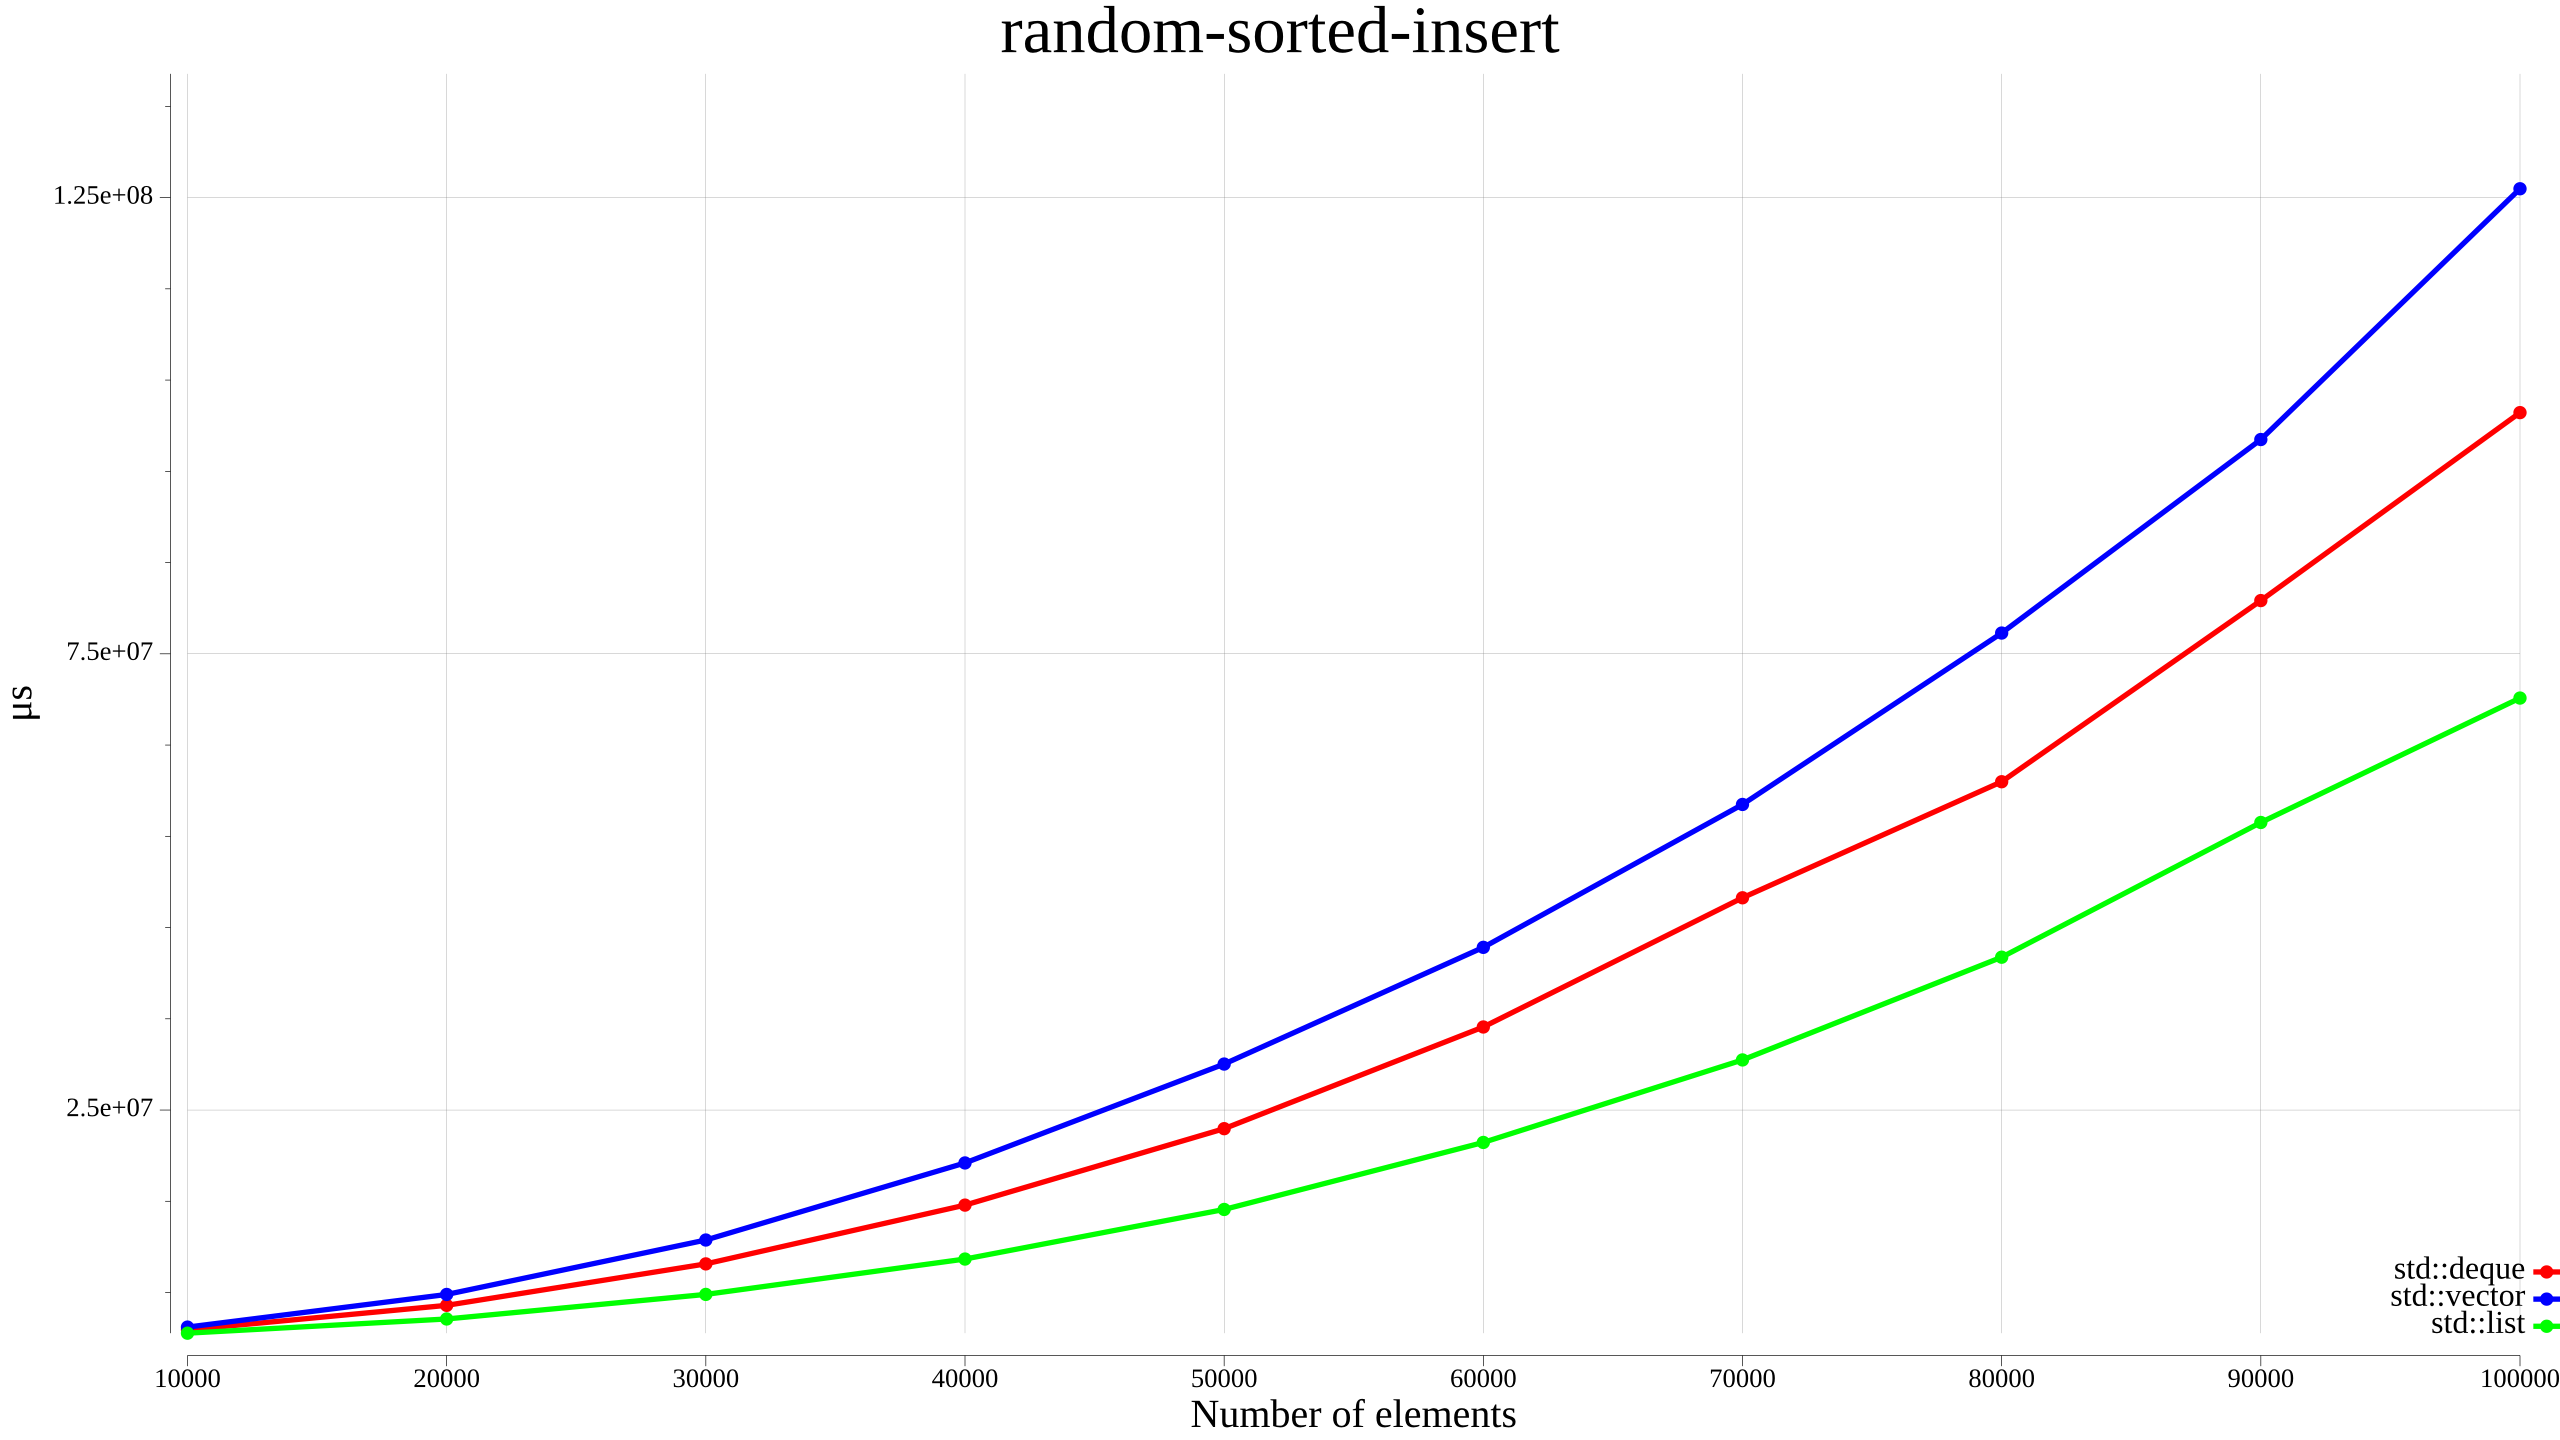 random-sorted-insert
1.25e+08
7.5e+07
2.5e+07
μs
std::deque
std::vector
std::list
10000 20000 30000 40000 50000 60000 70000 80000 90000 100000
Number of elements